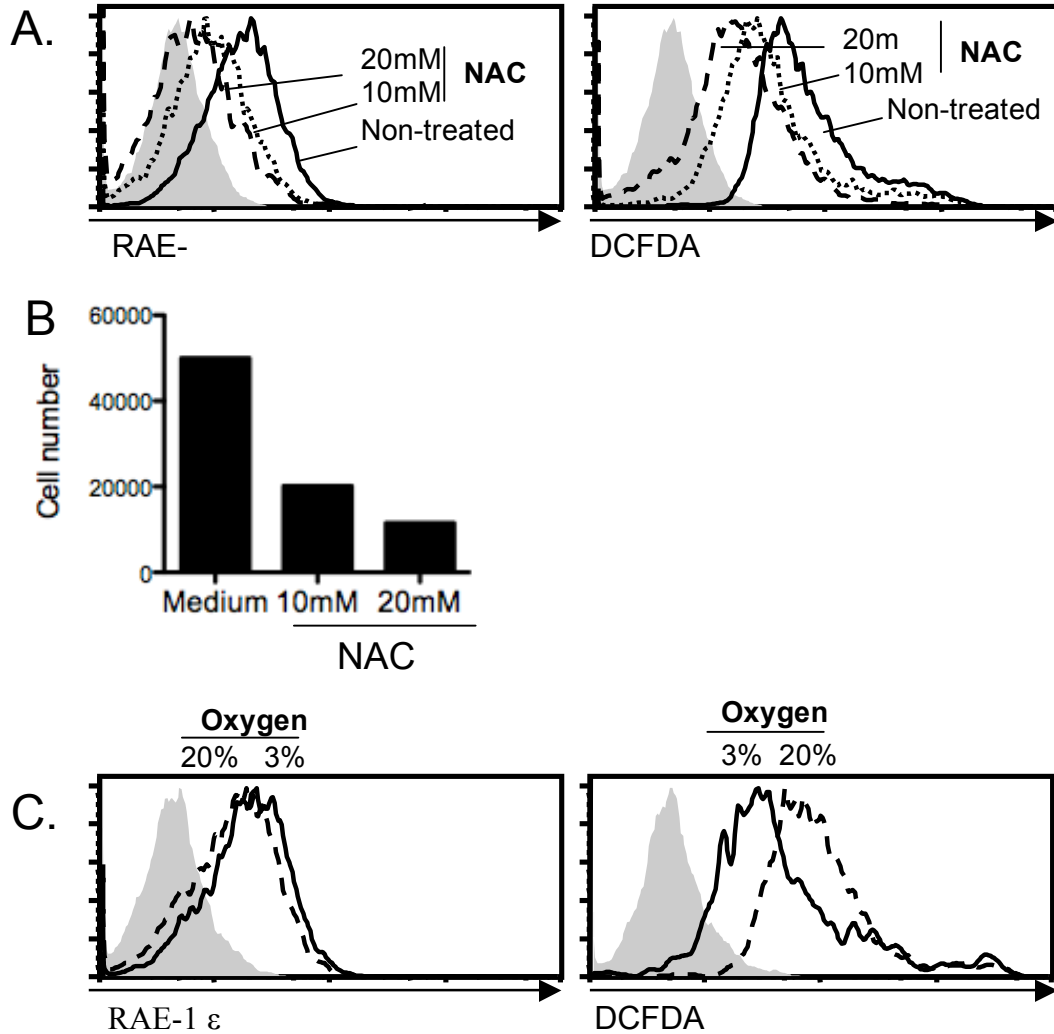 A.
20mM
10mM
NAC
Non-treated
RAE-
20m
10mM
NAC
Non-treated
DCFDA
B
60000
40000
20000
0
Cell number
Medium 10mM 20mM
NAC
C.
Oxygen
20% 3%
RAE-1 ε
Oxygen
3% 20%
DCFDA